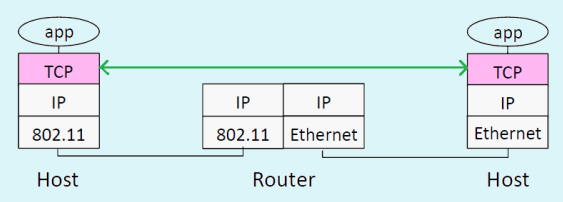 app
app
TCP
TCP
IP
IP
IP
IP
802.11
802.11
Ethernet
Ethernet
Host
Router
Host